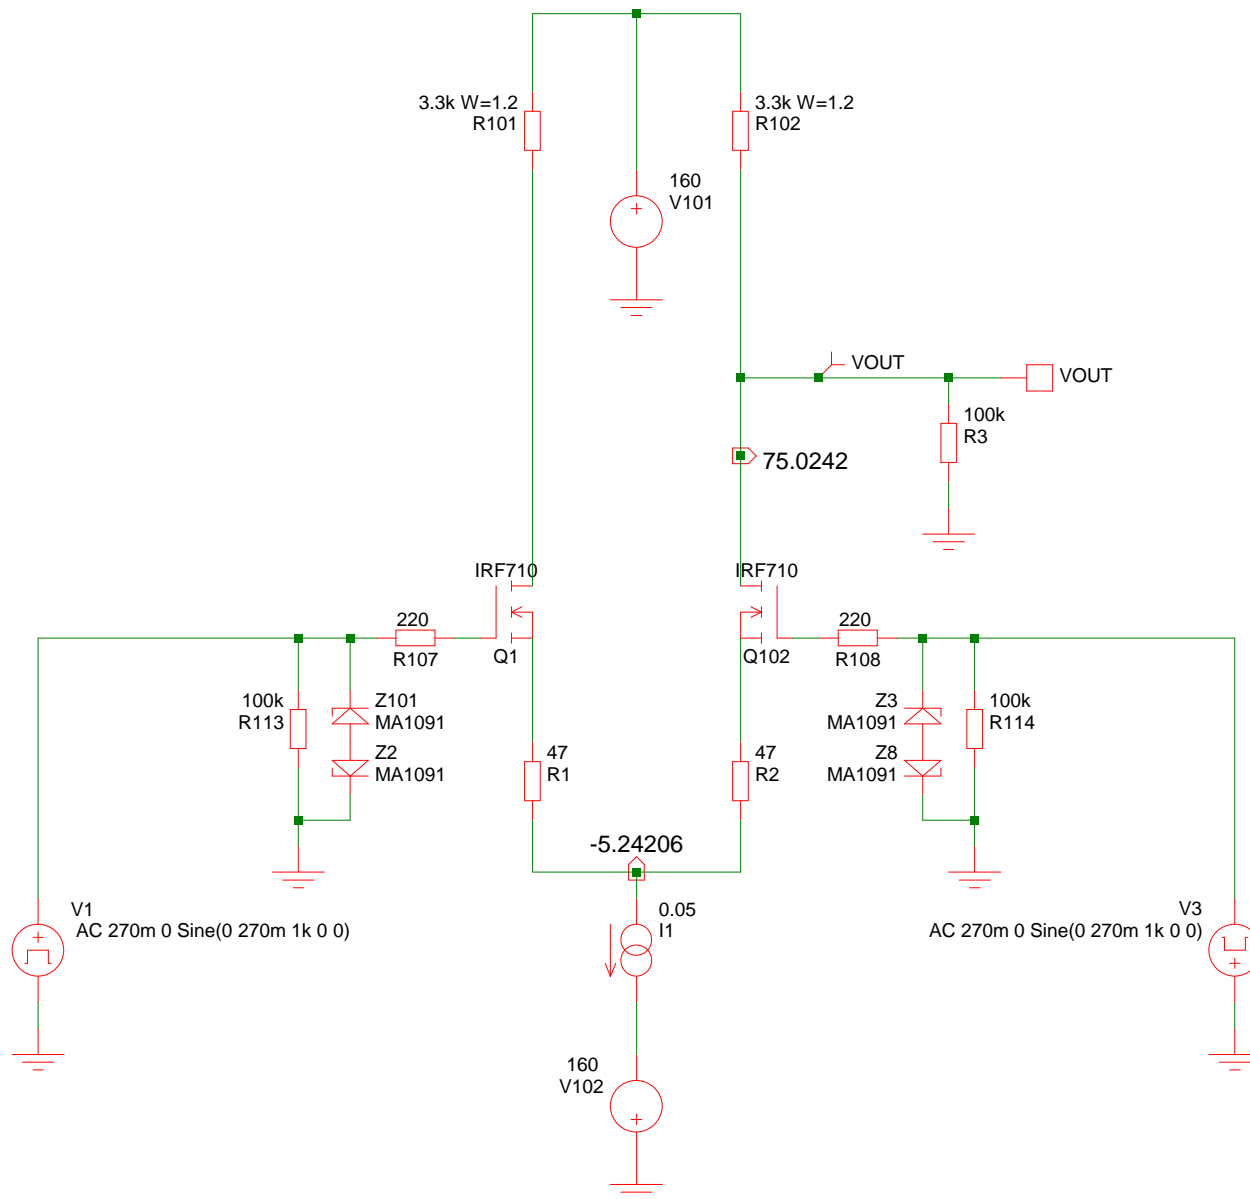 3.3k W=1.2
R101
3.3k W=1.2
R102
160
V101
VOUT
VOUT
100k
R3
75.0242
IRF710
IRF710
220
R107
Q1
220
R108
Q102
100k
R113
Z101
MA1091
Z2
MA1091
Z3
MA1091
Z8
MA1091
100k
R114
47
R1
47
R2
-5.24206
V1
AC 270m 0 Sine(0 270m 1k 0 0)
0.05
I1
V3
AC 270m 0 Sine(0 270m 1k 0 0)
160
V102